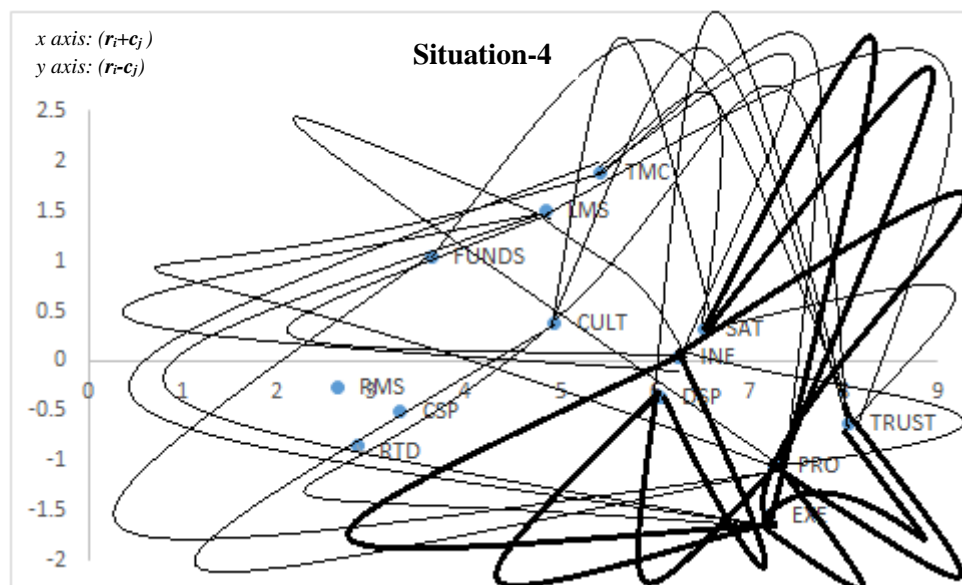 x axis: (ri+cj )
y axis: (ri-cj)
Situation-4
2.5
2
TMC
1.5
LMS
1
FUNDS
0.5
CULT
SAT
INF
0
0 1 2 3 4 5 6 7 8 9
RMS
DSP
-0.5
CSP
TRUST
RTD
-1
PRO
-1.5
EXF
-2